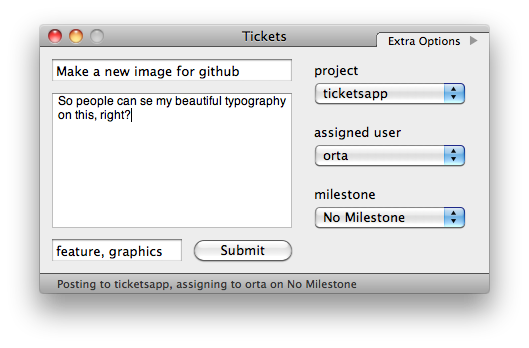 Tickets
Extra Options
Make a new image for github
So people can se my beautiful typography
on this, right?
feature, graphics
Submit
project
ticketsapp
assigned user
orta
milestone
No Milestone
Posting to ticketsapp, assigning to orta on No Milestone